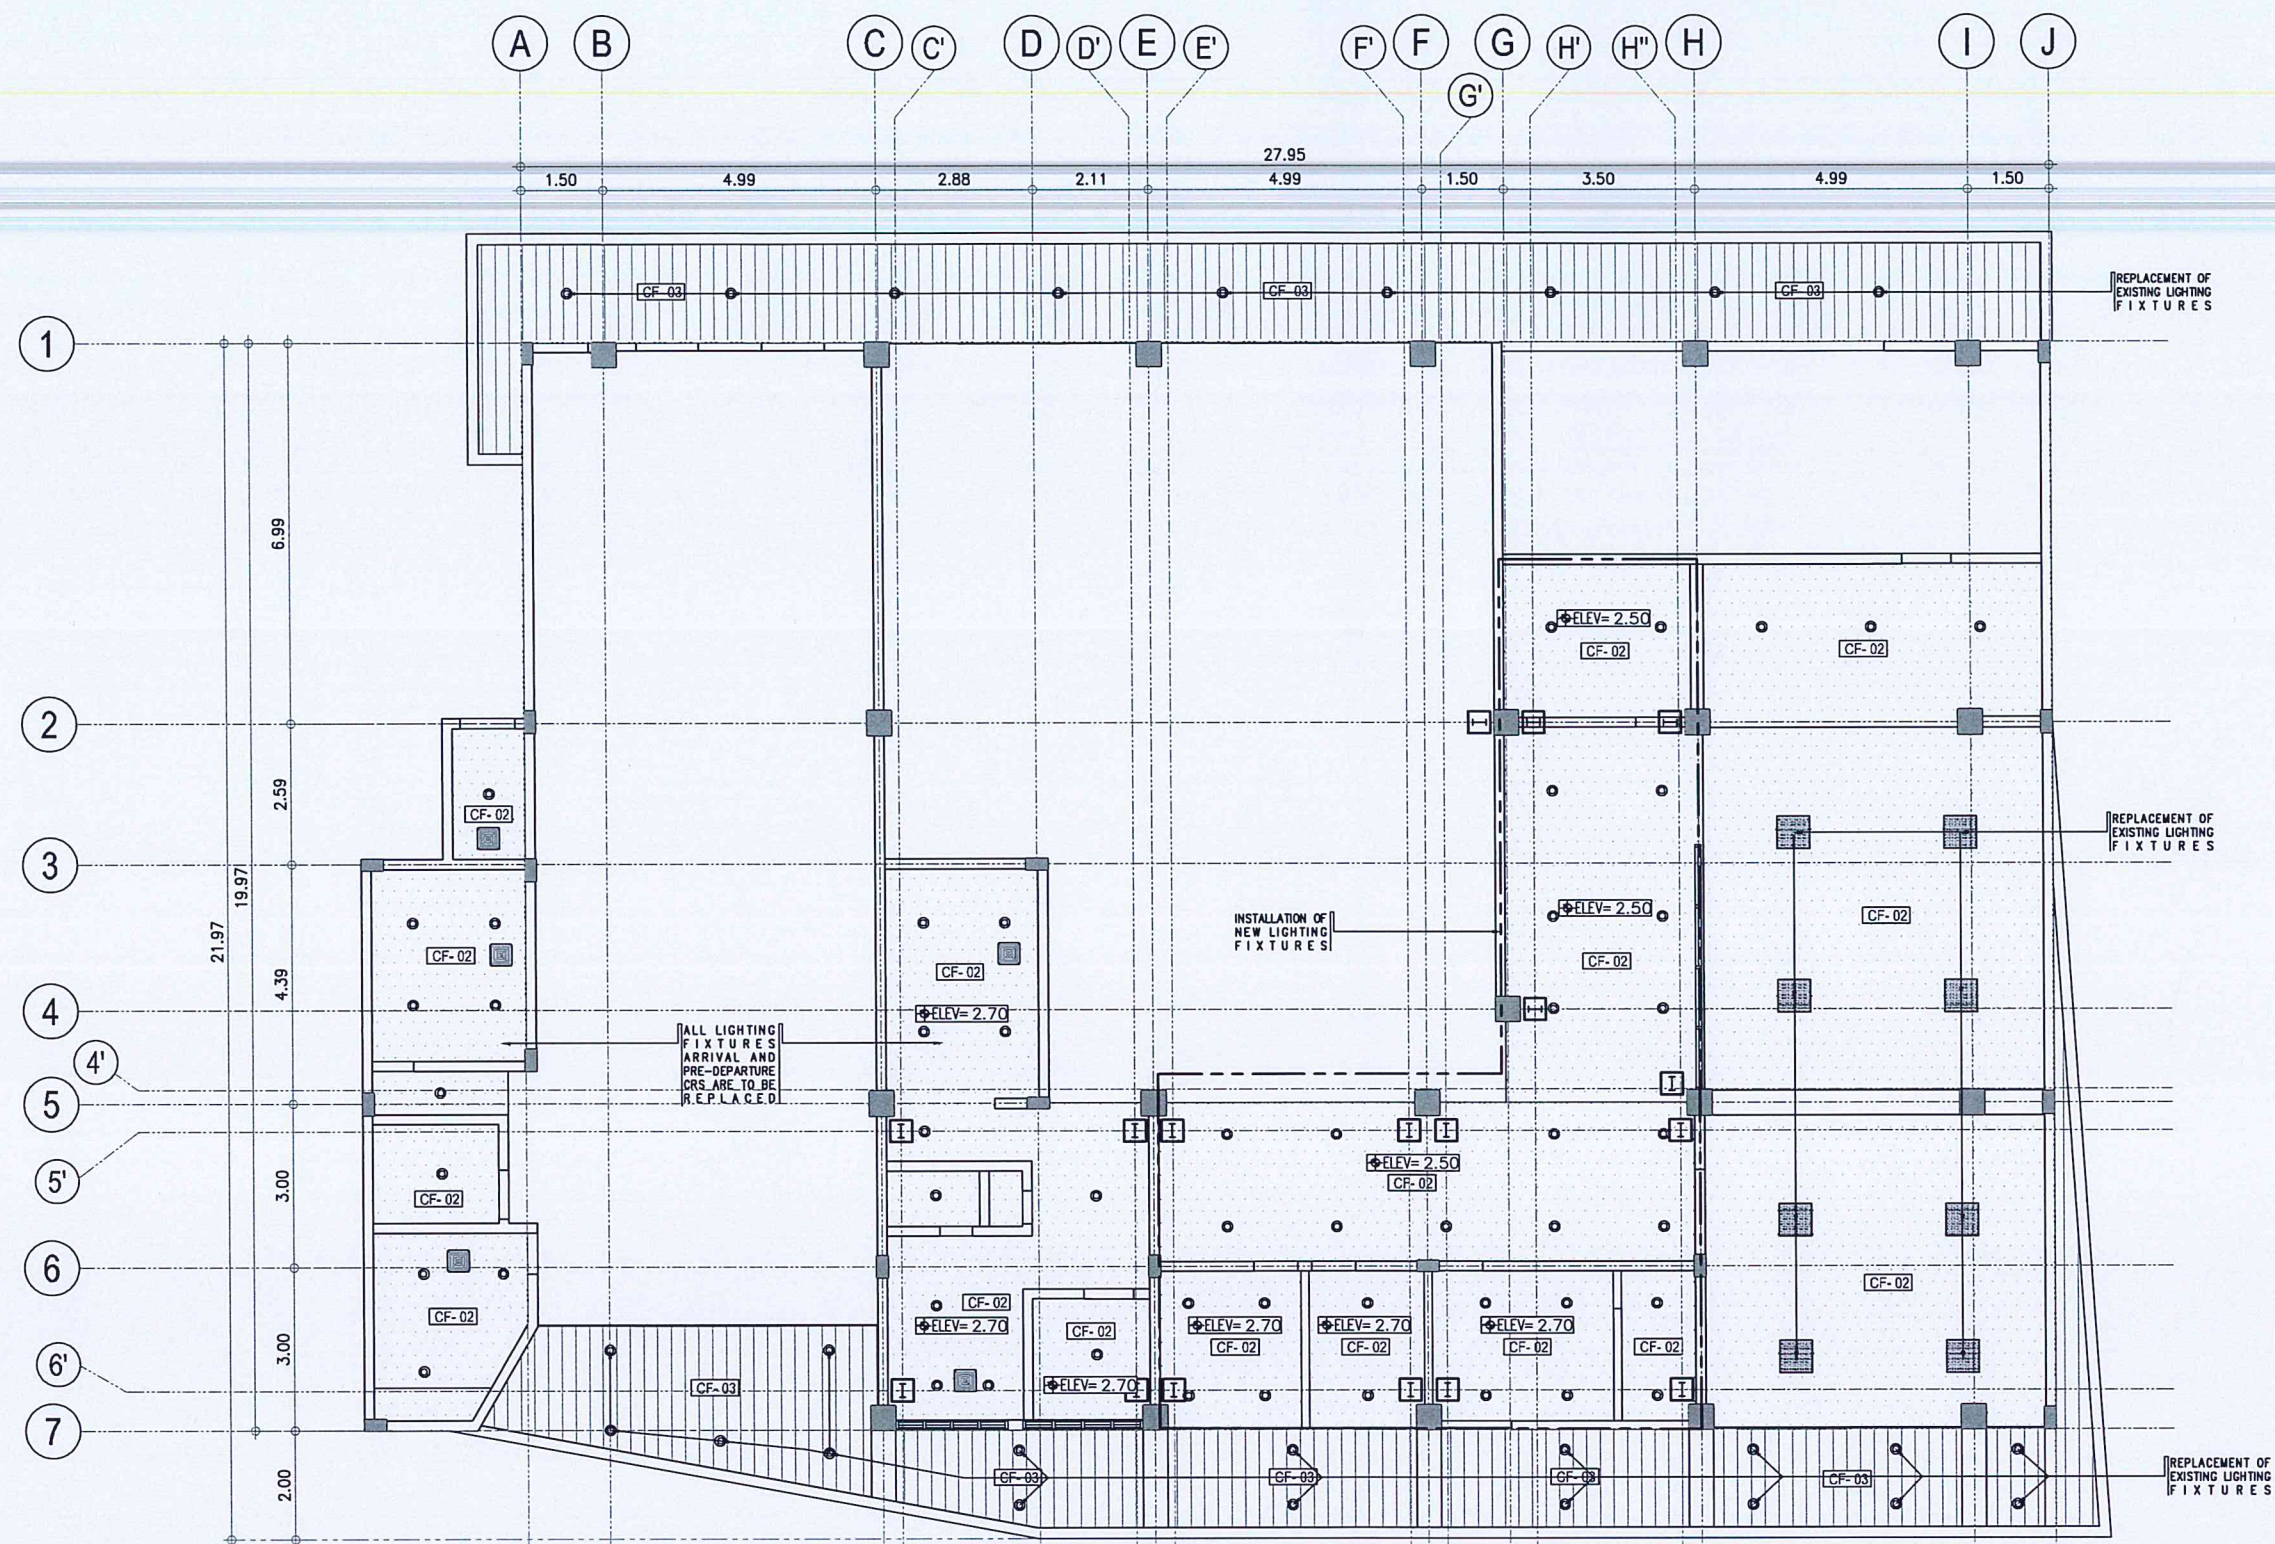 A B C C' D D' E E' F' F G H' H" H I J
G'
27.95
1.50 4.99 2.88 2.11 4.99 1.50 3.50 4.99 1.50
CF-03 CF-03 CF-03
REPLACEMENT OF
EXISTING LIGHTING
FIXTURES
1
6.99
ELEV= 2.50
CF-02 CF-02
2
2.59
CF-02
REPLACEMENT OF
EXISTING LIGHTING
FIXTURES
3
19.97
21.97
4.39
CF-02
CF-02
ELEV= 2.70
INSTALLATION OF
NEW LIGHTING
FIXTURES
ELEV= 2.50
CF-02
CF-02
4
ALL LIGHTING
FIXTURES
ARRIVAL AND
PRE-DEPARTURE
CRS ARE TO BE
REPLACED
4'
5
5'
3.00
CF-02
ELEV= 2.50
CF-02
6
CF-02
CF-02
ELEV= 2.70
CF-02
ELEV= 2.70
ELEV= 2.70
CF-02
ELEV= 2.70
CF-02
ELEV= 2.70
CF-02
CF-02
CF-02
3.00
6'
CF-03
7
2.00
CF-03 CF-03 CF-03 CF-03
REPLACEMENT OF
EXISTING LIGHTING
FIXTURES